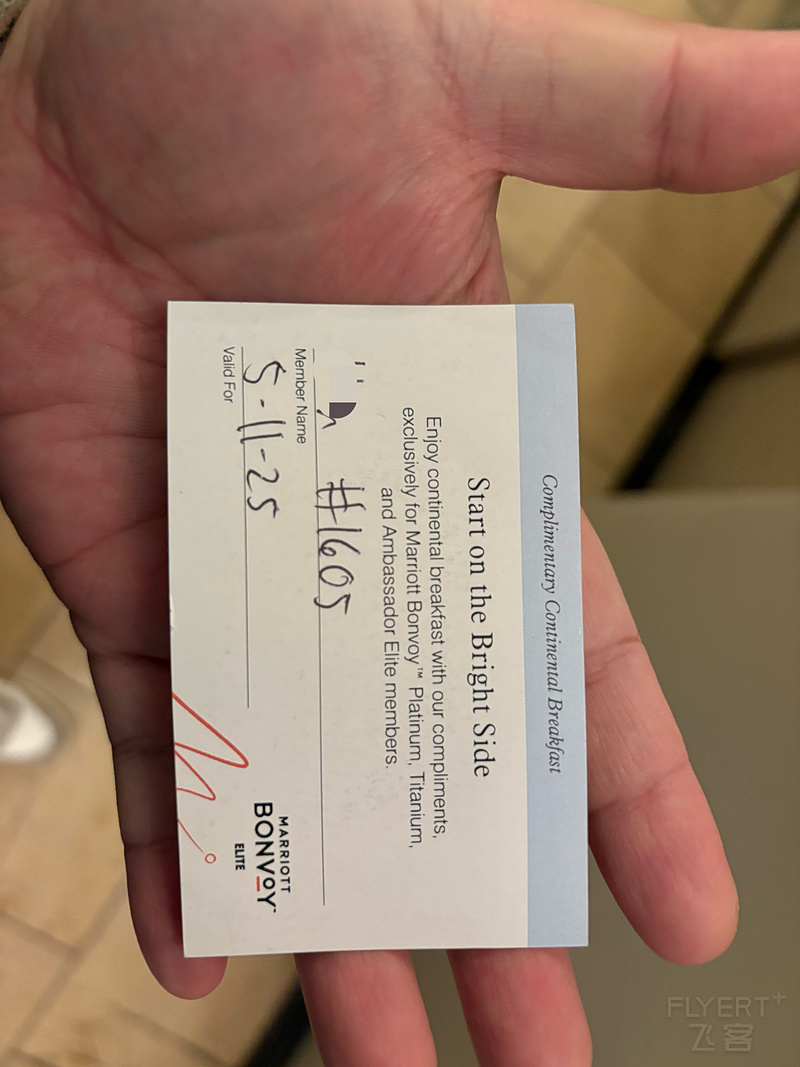 Complimentary Continental Breakfast
Start on the Bright Side
Enjoy continental breakfast with our compliments,
exclusively for Marriott Bonvoy™ Platinum, Titanium,
and Ambassador Elite members.
#1605
Member Name
5-11-25
Valid For
MARRIOTT
BONVOY
ELITE
FLYERT+
飞客